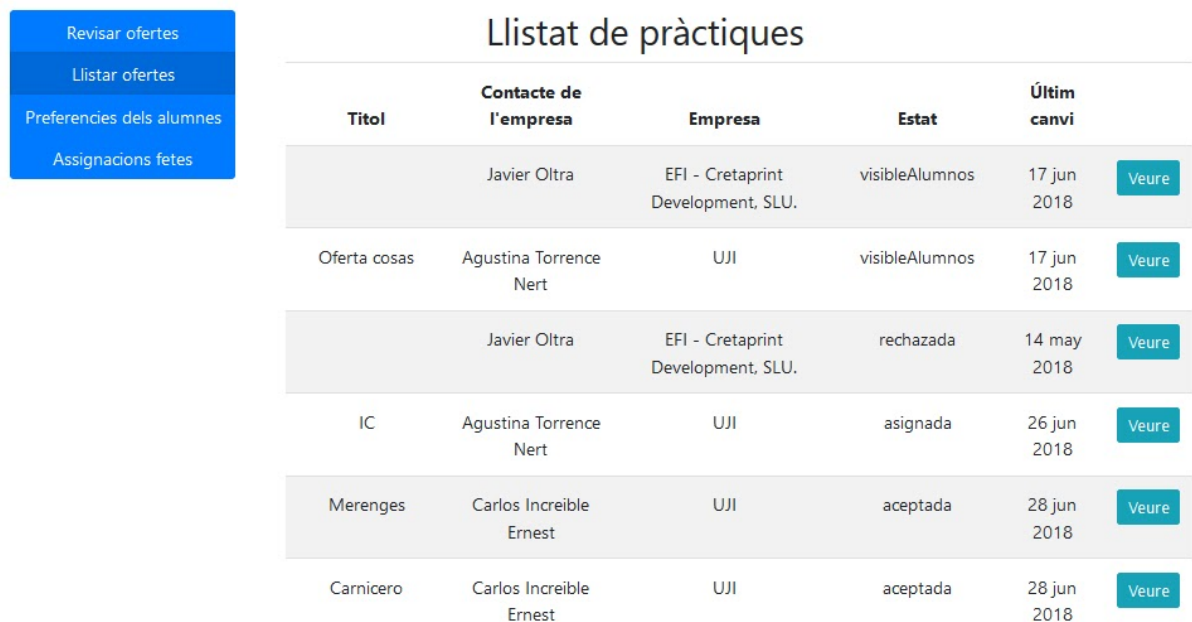 Revisar ofertes
Llistar ofertes
Preferencies dels alumnes
Assignacions fetes
Llistat de pràctiques
Titol
Contacte de
l'empresa
Empresa
Estat
Últim
canvi
Javier Oltra
EFI - Cretaprint
Development, SLU.
visibleAlumnos
17 jun
2018
Veure
Oferta cosas
Agustina Torrence
Nert
UJI
visibleAlumnos
17 jun
2018
Veure
Javier Oltra
EFI - Cretaprint
Development, SLU.
rechazada
14 may
2018
Veure
IC
Agustina Torrence
Nert
UJI
asignada
26 jun
2018
Veure
Merenges
Carlos Increible
Ernest
UJI
aceptada
28 jun
2018
Veure
Carnicero
Carlos Increible
Ernest
UJI
aceptada
28 jun
2018
Veure